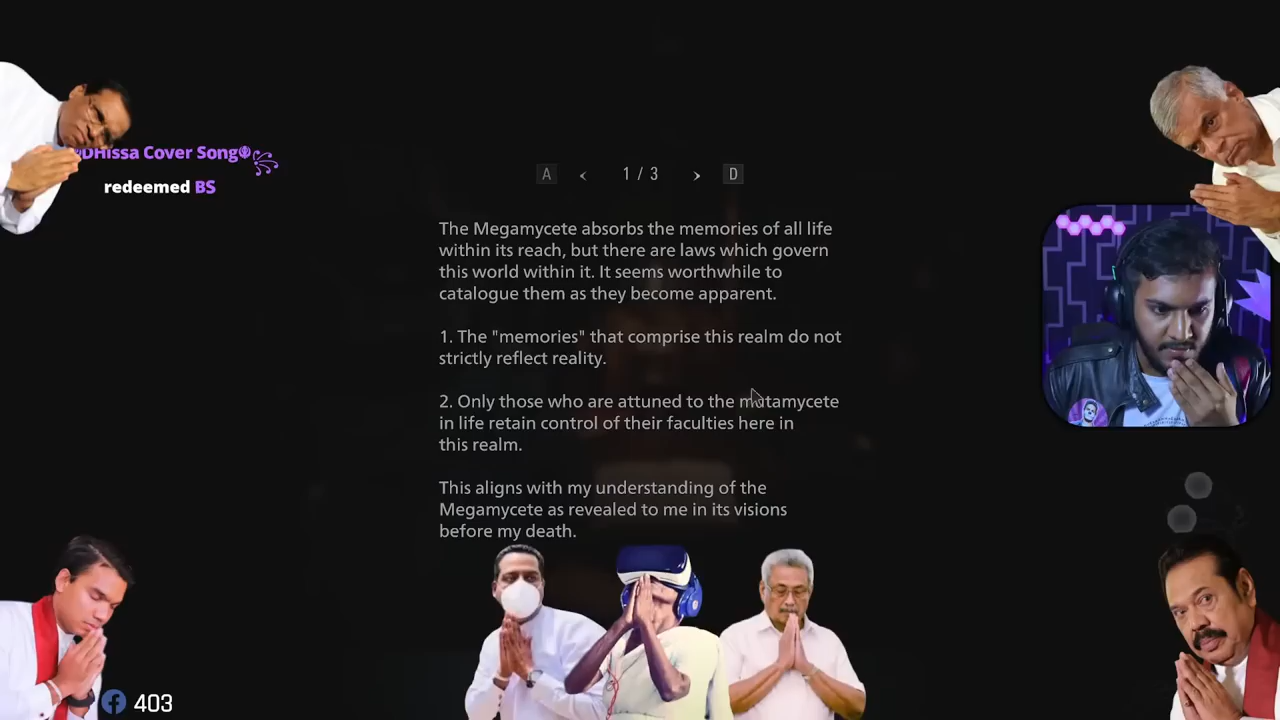 DHissa Cover Song
redeemed BS
A < 1 / 3 > D
The Megamycete absorbs the memories of all life
within its reach, but there are laws which govern
this world within it. It seems worthwhile to
catalogue them as they become apparent.
1. The "memories" that comprise this realm do not
strictly reflect reality.
2. Only those who are attuned to the mutamycete
in life retain control of their faculties here in
this realm.
This aligns with my understanding of the
Megamycete as revealed to me in its visions
before my death.
403